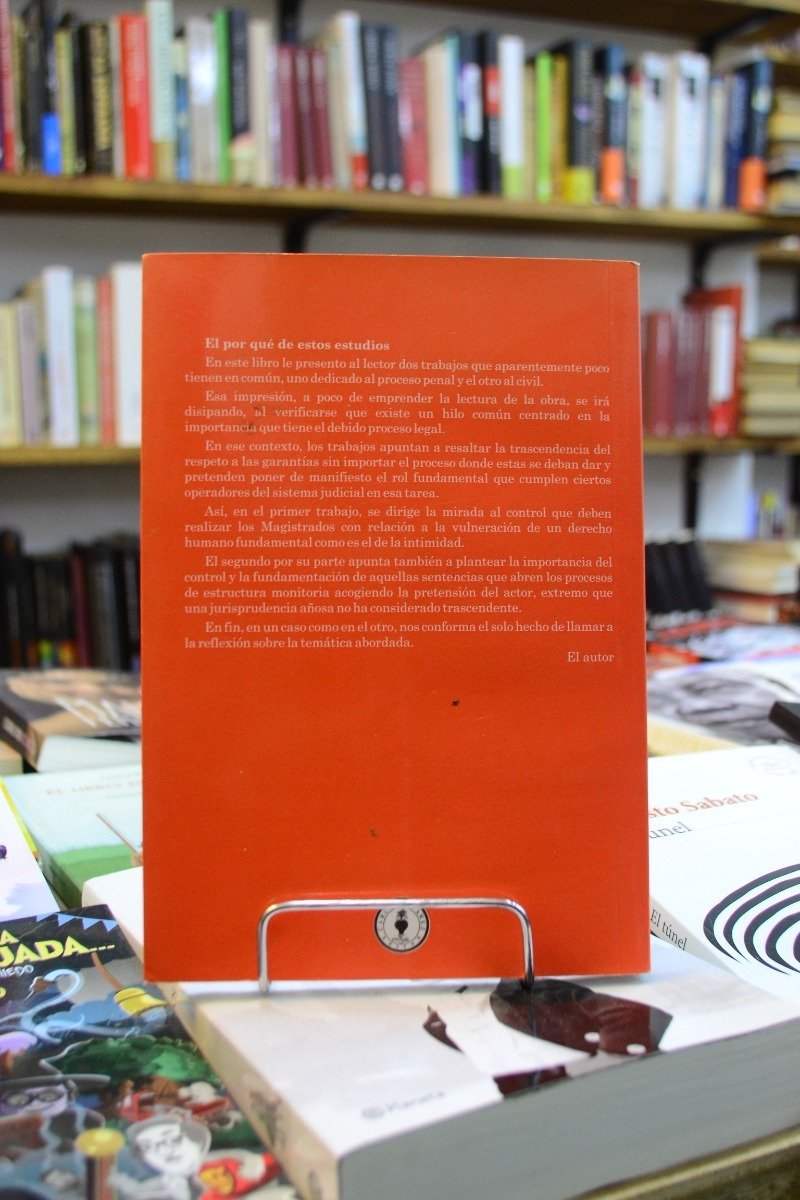 El por qué de estos estudios
En este libro le presento al lector dos trabajos que aparentemente poco
tienen en común, uno dedicado al proceso penal y el otro al civil.
Esa impresión, a poco de emprender la lectura de la obra, se irá
disipando, al verificarse que existe un hilo común centrado en la
importancia que tiene el debido proceso legal.
En ese contexto, los trabajos apuntan a resaltar la trascendencia del
respeto a las garantías sin importar el proceso donde estas se deban dar y
pretenden poner de manifiesto el rol fundamental que cumplen ciertos
operadores del sistema judicial en esa tarea.
Así, en el primer trabajo, se dirige la mirada al control que deben
realizar los Magistrados con relación a la vulneración de un derecho
humano fundamental como es el de la intimidad.
El segundo por su parte apunta también a plantear la importancia del
control y la fundamentación de aquellas sentencias que abren los procesos
de estructura monitoria acogiendo la pretensión del actor, extremo que
una jurisprudencia añosa no ha considerado trascendente.
En fin, en un caso como en el otro, nos conforma el solo hecho de llamar a
la reflexión sobre la temática abordada.
El autor
sto Sabato
unel
El túnel
EL LIBRO
UADA...
Planeta